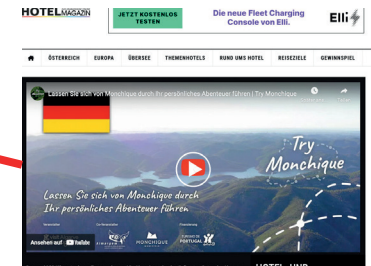 HOTELMAGAZIN
JETZT KOSTENLOS
TESTEN
Die neue Fleet Charging
Console von Elli.
Elli
ÖSTERREICH EUROPA ÜBERSEE THEMENHOTELS RUND UMS HOTEL REISEZIELE GEWINNSPIEL
Lassen Sie sich von Monchique durch Ihr persönliches Abenteuer führen | Try Monchique
Try
Monchique
Lassen Sie sich von Monchique durch
Ihr persönliches Abenteuer führen
Ansehen auf YouTube
MONCHIQUE
PORTUGAL
HOTEL- UND